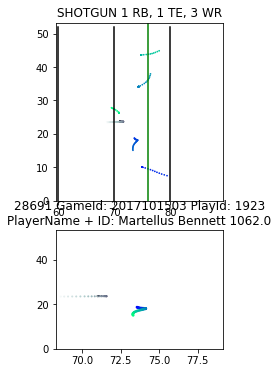 SHOTGUN 1 RB, 1 TE, 3 WR
50
40
30
20
10
0
60 70 80
28691 GameId: 2017101503 PlayId: 1923
PlayerName + ID: Martellus Bennett 1062.0
40
20
0
70.0 72.5 75.0 77.5